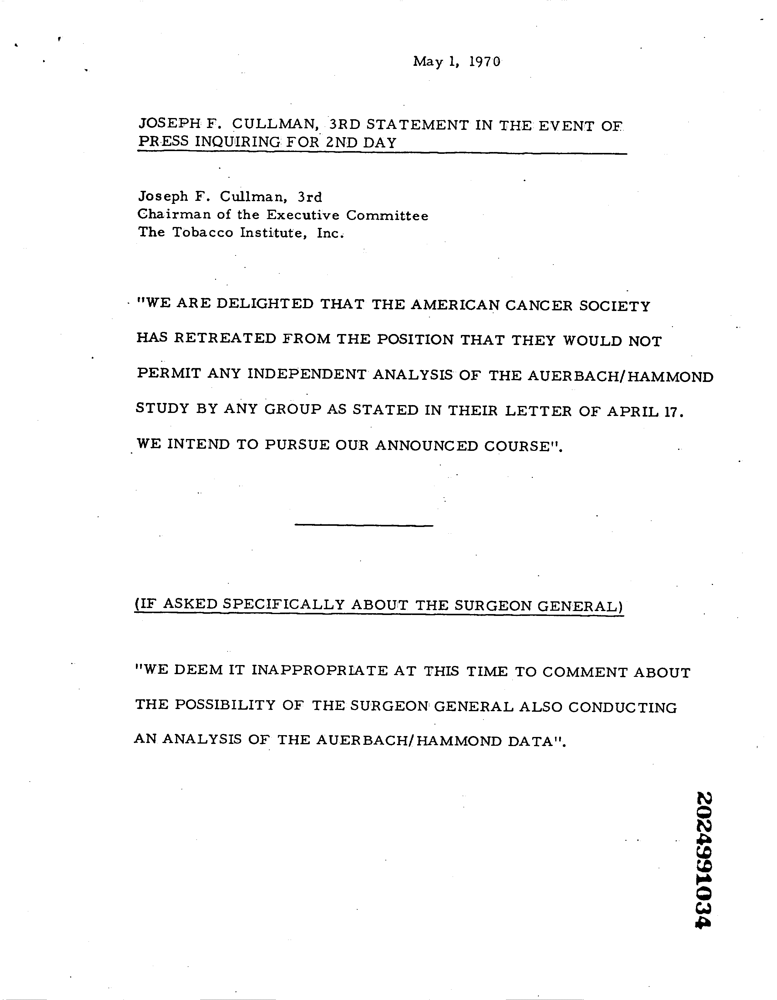 May 1, 1970
JOSEPH F. CULLMAN, 3RD STATEMENT IN THE EVENT OF
PRESS INQUIRING FOR 2ND DAY
Joseph F. Cullman, 3rd
Chairman of the Executive Committee
The Tobacco Institute, Inc.
"WE ARE DELIGHTED THAT THE AMERICAN CANCER SOCIETY
HAS RETREATED FROM THE POSITION THAT THEY WOULD NOT
PERMIT ANY INDEPENDENT ANALYSIS OF THE AUERBACH/HAMMOND
STUDY BY ANY GROUP AS STATED IN THEIR LETTER OF APRIL 17.
WE INTEND TO PURSUE OUR ANNOUNCED COURSE".
(IF ASKED SPECIFICALLY ABOUT THE SURGEON GENERAL)
"WE DEEM IT INAPPROPRIATE AT THIS TIME TO COMMENT ABOUT
THE POSSIBILITY OF THE SURGEON GENERAL ALSO CONDUCTING
AN ANALYSIS OF THE AUERBACH/HAMMOND DATA".
2024991034